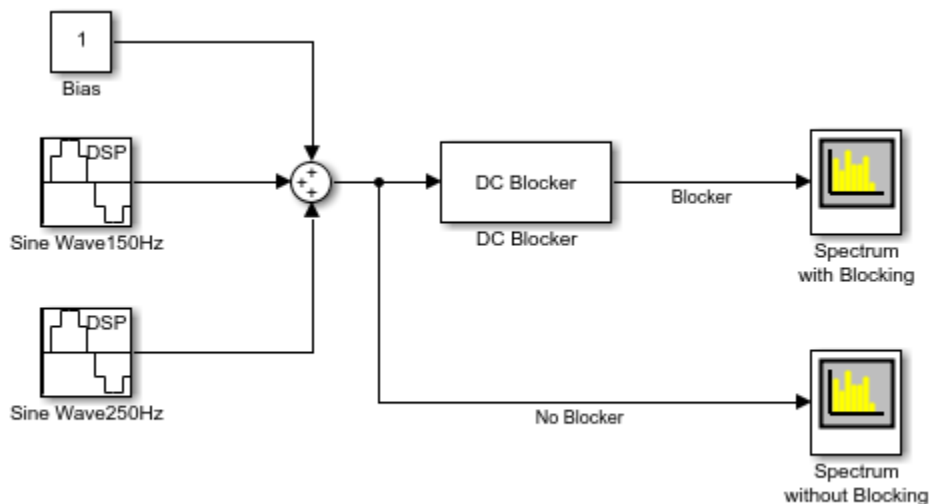 1
Bias
DSP
Sine Wave150Hz
+
+
+
DC Blocker
DC Blocker
Blocker
Spectrum
with Blocking
DSP
Sine Wave250Hz
No Blocker
Spectrum
without Blocking